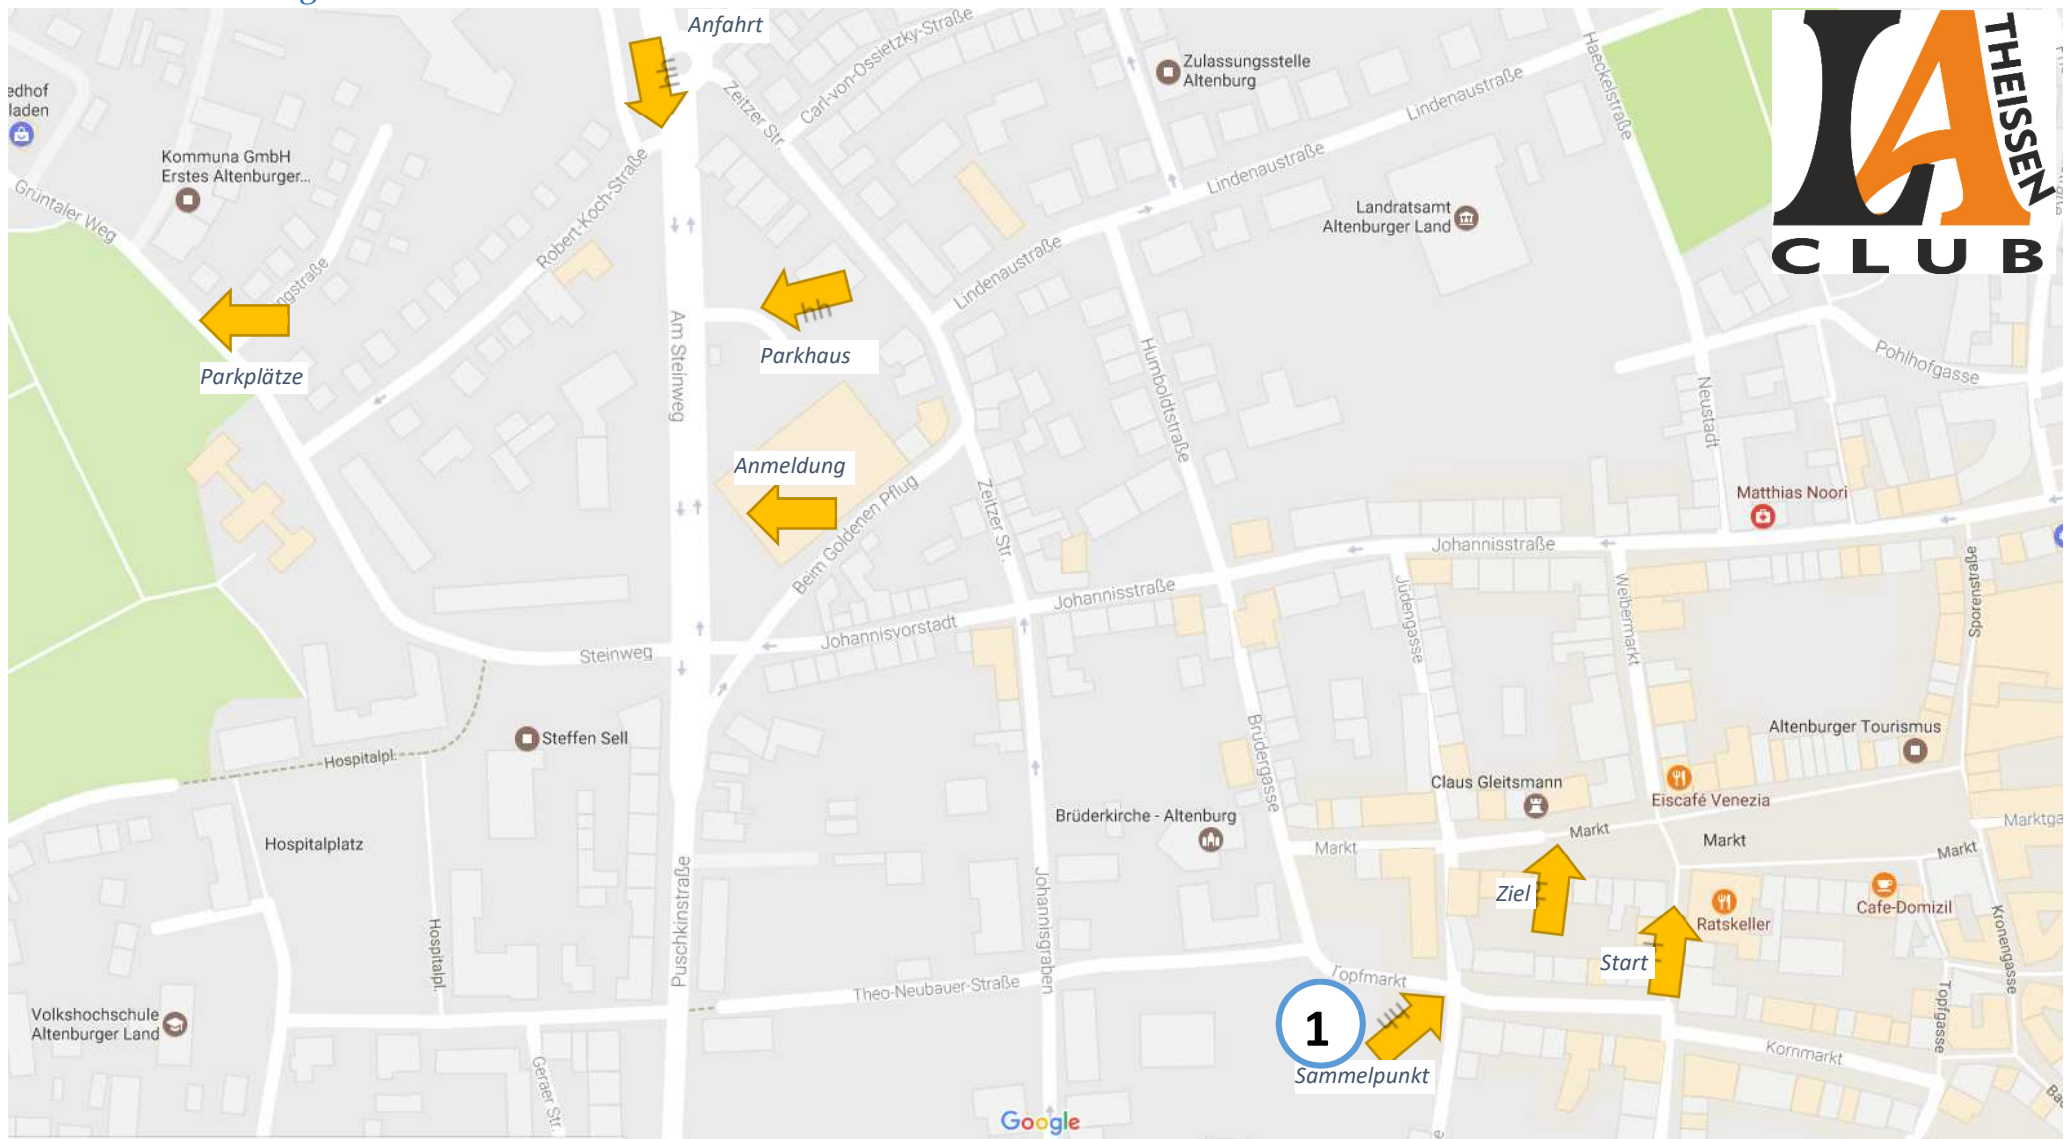 Anfahrt
Carl-von-Ossietzky-Straße
Zulassungsstelle
Altenburg
Haeckelstraße
THEISSEN
LA
CLUB
edhof
laden
Zeitzer Str.
Lindenaustraße
Kommuna GmbH
Erstes Altenburger...
Grüntaler Weg
Robert-Koch-Straße
Lindenaustraße
Landratsamt
Altenburger Land
Lindenaustraße
ngstraße
hh
Parkhaus
Parkplätze
Am Steinweg
Humboldtstraße
Pohlhofgasse
Neustadt
Anmeldung
Beim Goldenen Pflug
Zeitzer Str.
Matthias Noori
Johannisstraße
Johannisstraße
Jüdengasse
Weibermarkt
Sporenstraße
Johannisvorstadt
Steinweg
Steffen Sell
Hospitalpl.
Brüdergasse
Altenburger Tourismus
Claus Gleitsmann
Eiscafé Venezia
Brüderkirche - Altenburg
Markt
Markt
Markt
Markt
Marktga
Hospitalplatz
Puschkinstraße
Johannisgraben
Ziel
Ratskeller
Cafe-Domizil
Kronengasse
Hospitalpl.
Start
Topfmarkt
Theo-Neubauer-Straße
Topfgasse
Volkshochschule
Altenburger Land
1
Sammelpunkt
Kornmarkt
Geraer Str.
Google